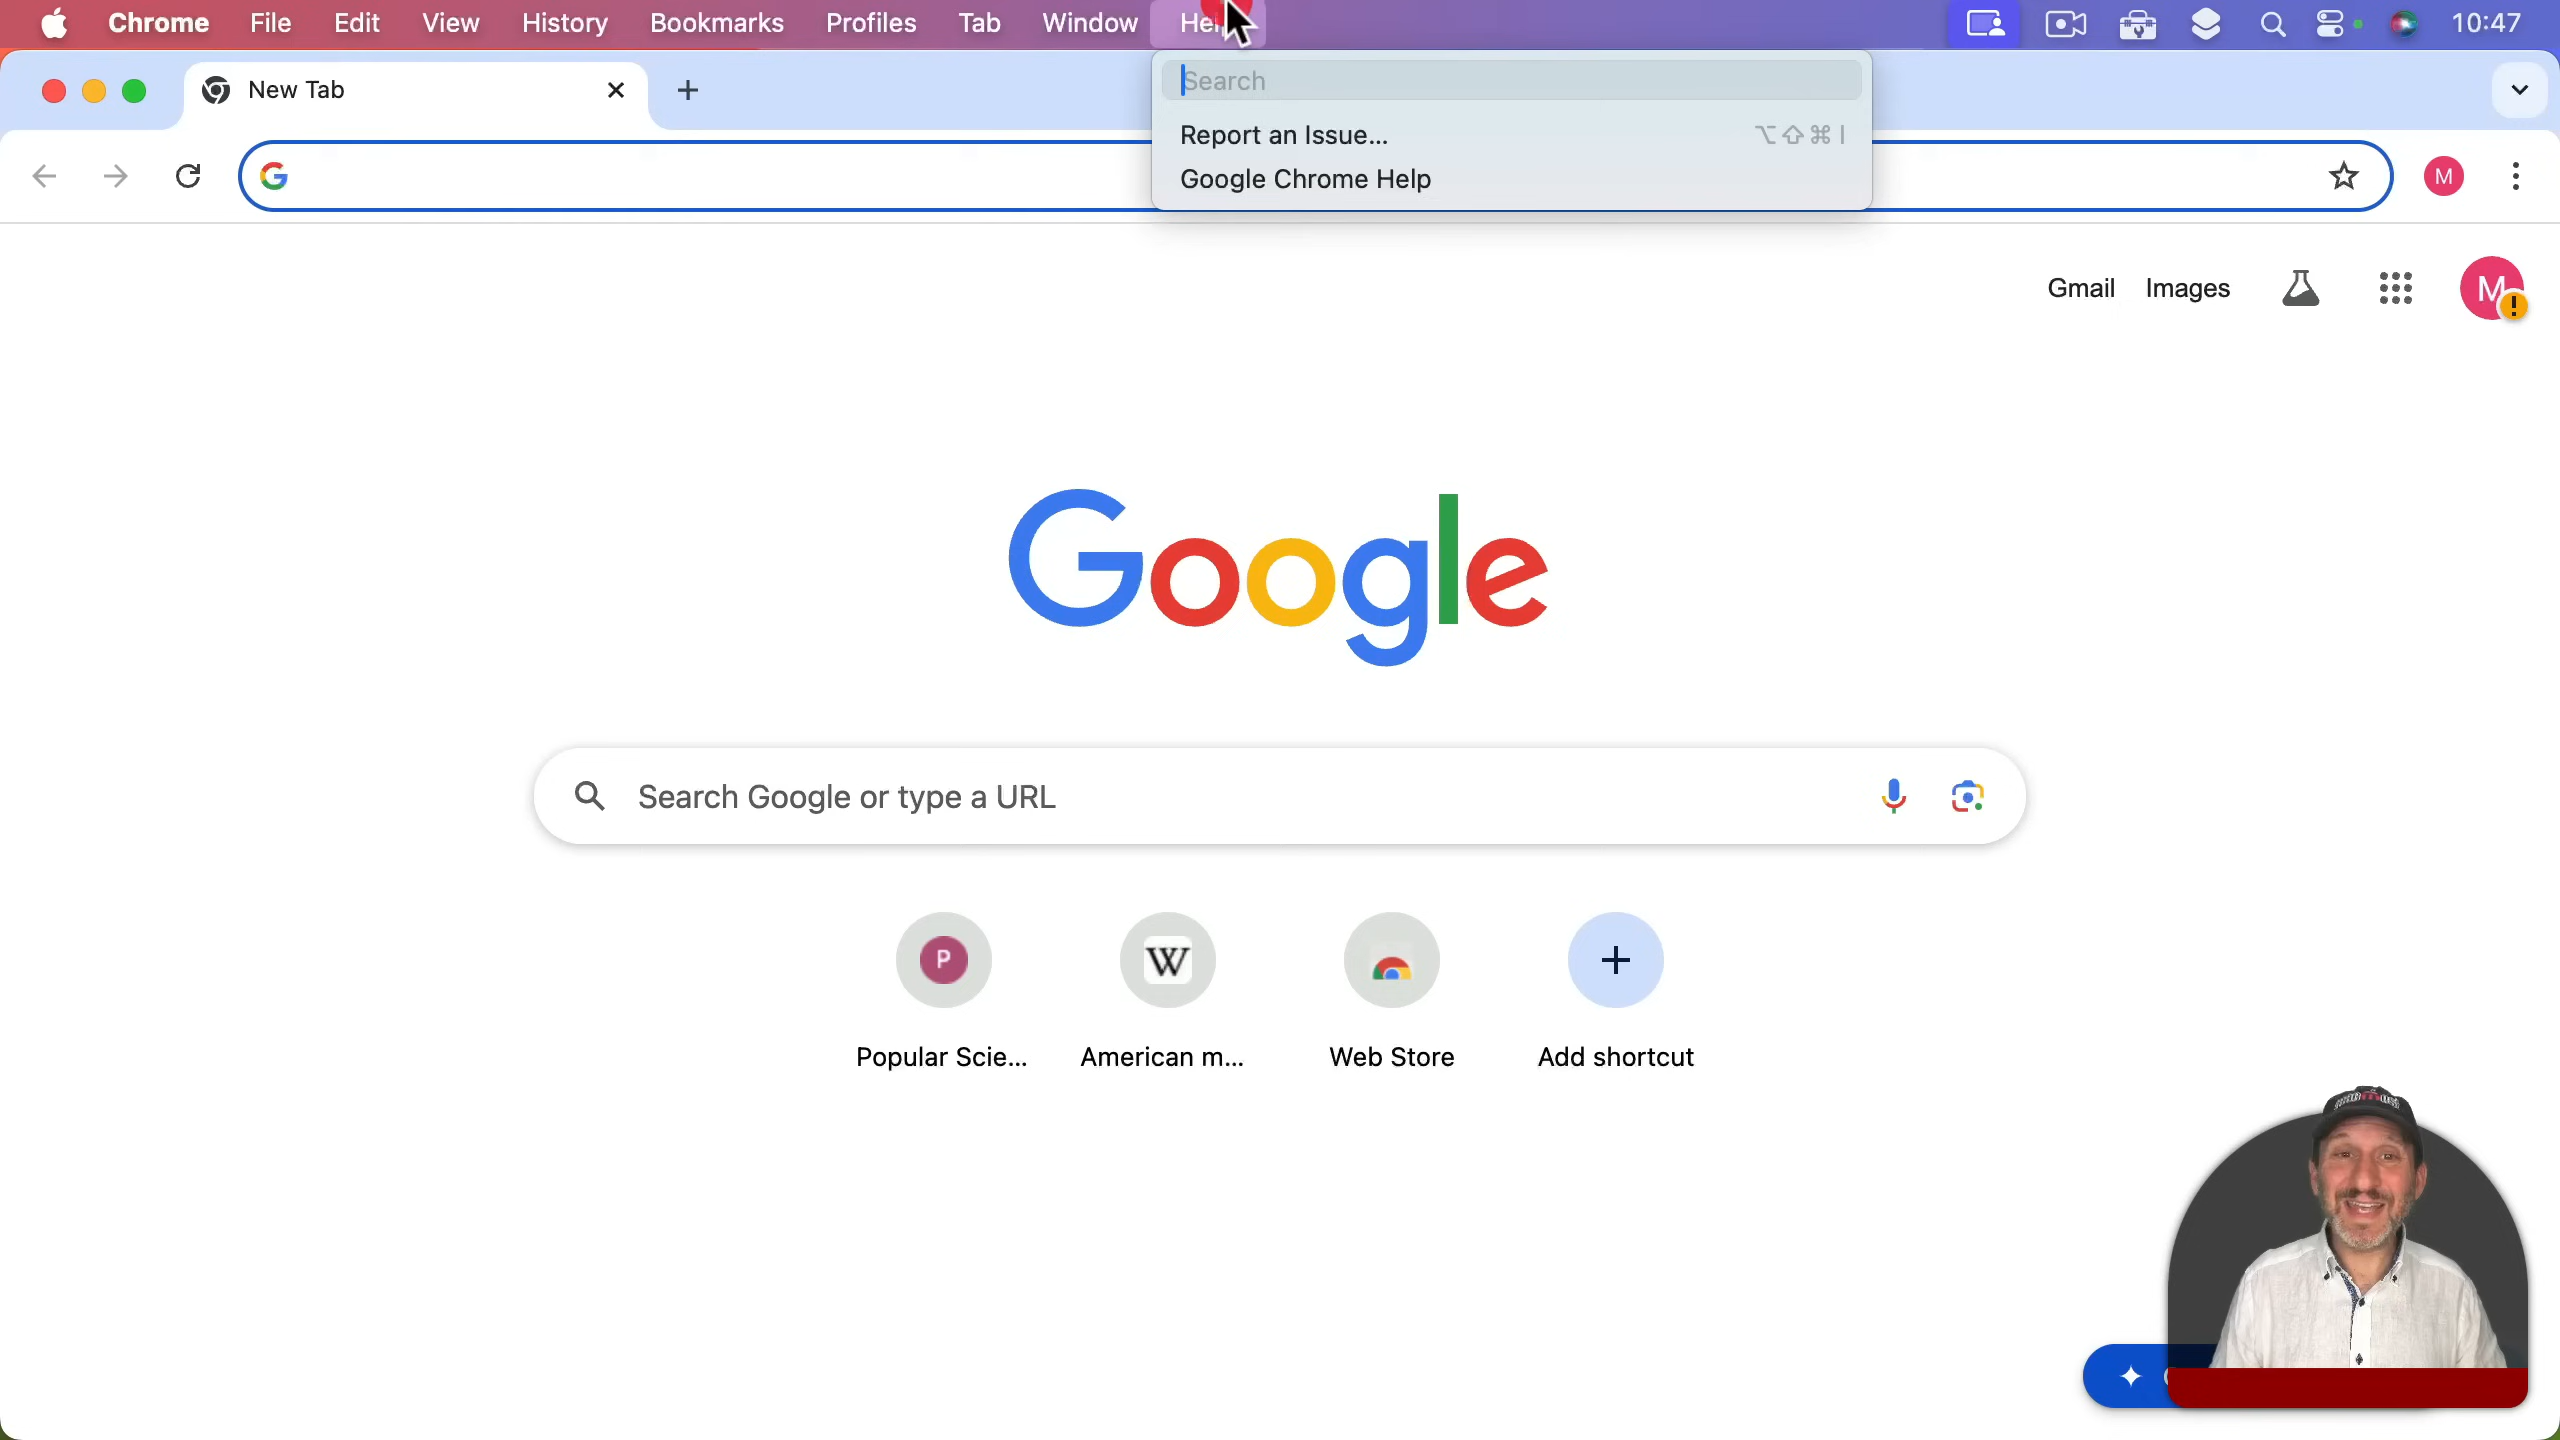 Chrome File Edit View History Bookmarks Profiles Tab Window Help 10:47
New Tab
Search
Report an Issue... ⌥⇧⌘I
Google Chrome Help
M
Gmail Images M
Google
Search Google or type a URL
P W
Popular Scie... American m... Web Store Add shortcut